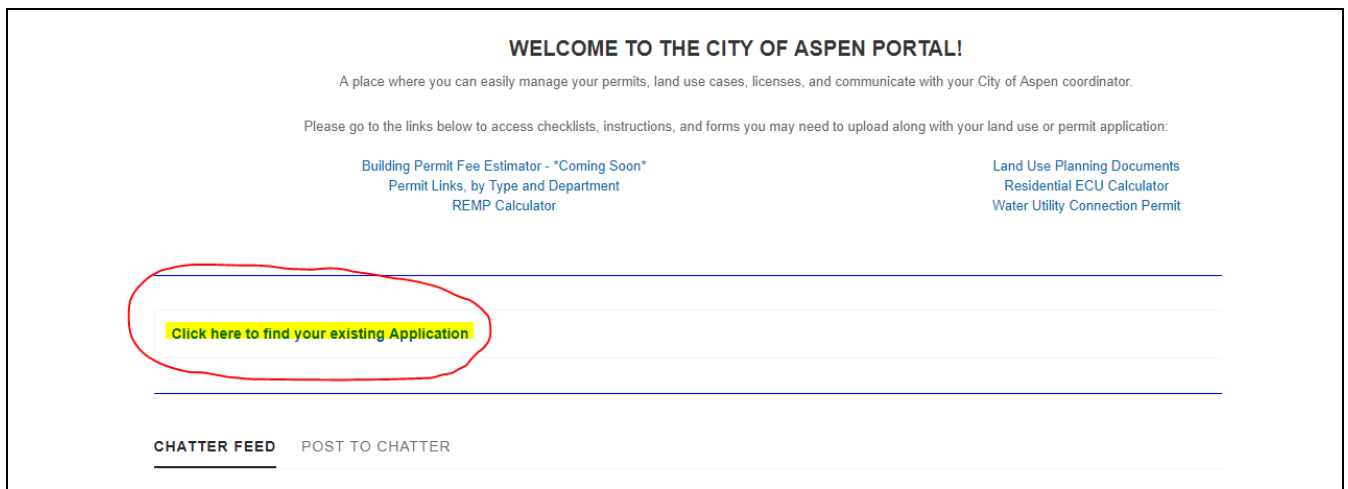 WELCOME TO THE CITY OF ASPEN PORTAL!
A place where you can easily manage your permits, land use cases, licenses, and communicate with your City of Aspen coordinator.
Please go to the links below to access checklists, instructions, and forms you may need to upload along with your land use or permit application:
Building Permit Fee Estimator - *Coming Soon*
Permit Links, by Type and Department
REMP Calculator
Land Use Planning Documents
Residential ECU Calculator
Water Utility Connection Permit
Click here to find your existing Application
CHATTER FEED POST TO CHATTER